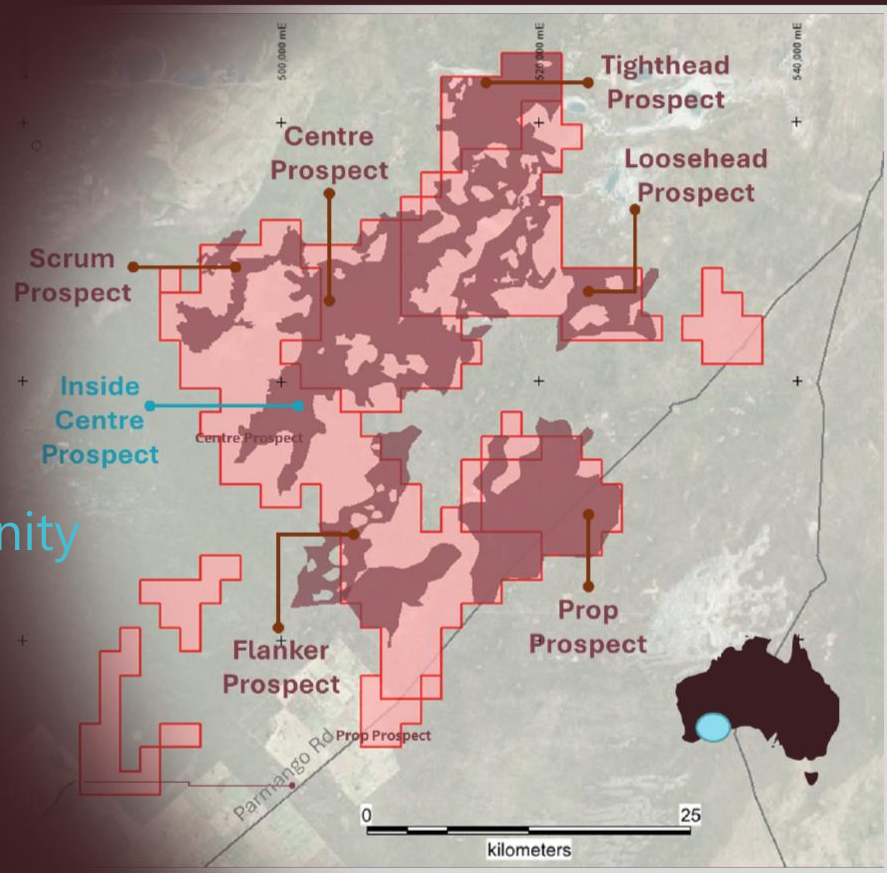 500,000 mE
520,000 mE
540,000 mE
Tighthead
Prospect
Centre
Prospect
Loosehead
Prospect
Scrum
Prospect
Inside
Centre
Prospect
Centre Prospect
nity
Prop
Prospect
Flanker
Prospect
Prop Prospect
Parmango Rd
0
25
kilometers